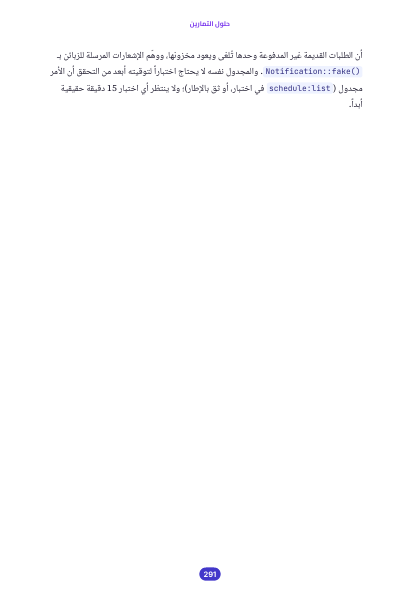 حلول التمارين
أن الطلبات القديمة غير المدفوعة وحدها تُلغى ويعود مخزونها، ووهّم الإشعارات المرسلة للزبائن بـ
Notification::fake(). والمجدول نفسه لا يحتاج اختباراً لتوقيته أبعد من التحقق أن الأمر
مجدول (schedule:list في اختبار، أو ثق بالإطار)؛ ولا ينتظر أي اختبار 15 دقيقة حقيقية
أبداً.
291